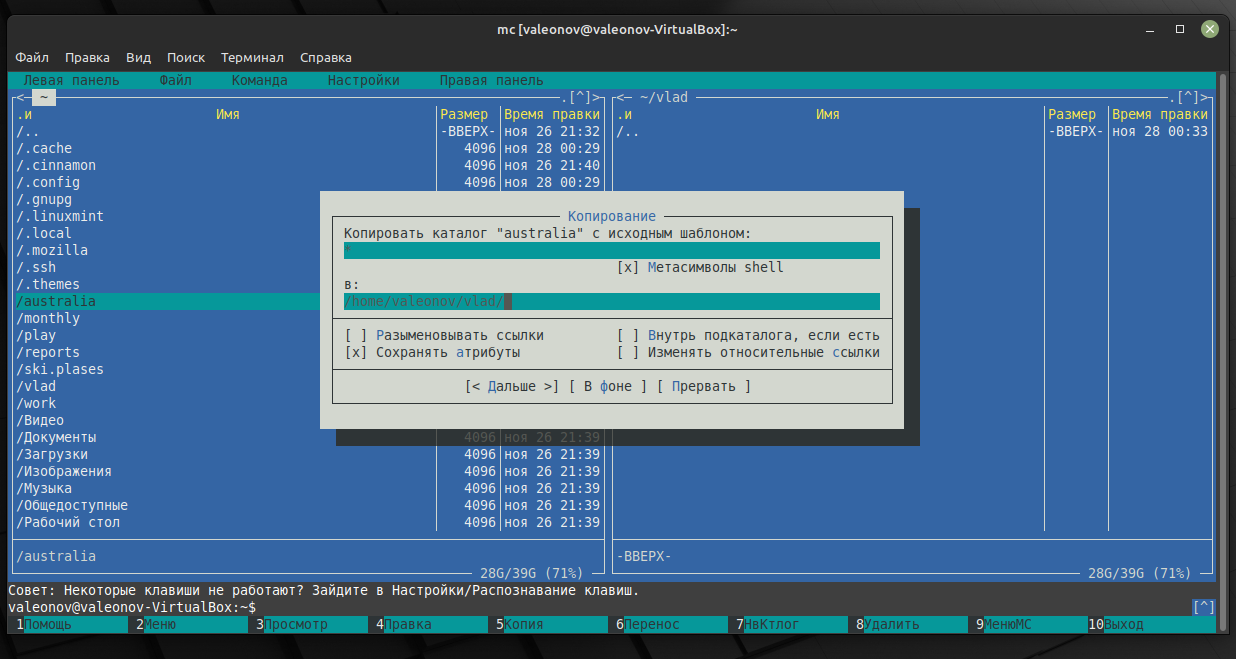 mc [valeonov@valeonov-VirtualBox]:~
Файл Правка Вид Поиск Терминал Справка
Левая панель Файл Команда Настройки Правая панель
<─ ~ .[^]> <─ ~/vlad .[^]>
.и Имя Размер Время правки .и Имя Размер Время правки
/.. -ВВЕРХ- ноя 26 21:32 /.. -ВВЕРХ- ноя 28 00:33
/.cache 4096 ноя 28 00:29
/.cinnamon 4096 ноя 26 21:40
/.config 4096 ноя 28 00:29
/.gnupg
/.linuxmint
/.local
/.mozilla
/.ssh
/.themes
/australia
/monthly
/play
/reports
/ski.plases
/vlad
/work
/Видео
/Документы 4096 ноя 26 21:39
/Загрузки 4096 ноя 26 21:39
/Изображения 4096 ноя 26 21:39
/Музыка 4096 ноя 26 21:39
/Общедоступные 4096 ноя 26 21:39
/Рабочий стол 4096 ноя 26 21:39
Копирование
Копировать каталог "australia" с исходным шаблоном:
*
[x] Метасимволы shell
в:
/home/valeonov/vlad/
[ ] Разыменовывать ссылки [ ] Внутрь подкаталога, если есть
[x] Сохранять атрибуты [ ] Изменять относительные ссылки
[< Дальше >] [ В фоне ] [ Прервать ]
/australia -ВВЕРХ-
28G/39G (71%) 28G/39G (71%)
Совет: Некоторые клавиши не работают? Зайдите в Настройки/Распознавание клавиш.
valeonov@valeonov-VirtualBox:~$ [^]
1Помощь 2Меню 3Просмотр 4Правка 5Копия 6Перенос 7НвКтлог 8Удалить 9МенюMC 10Выход